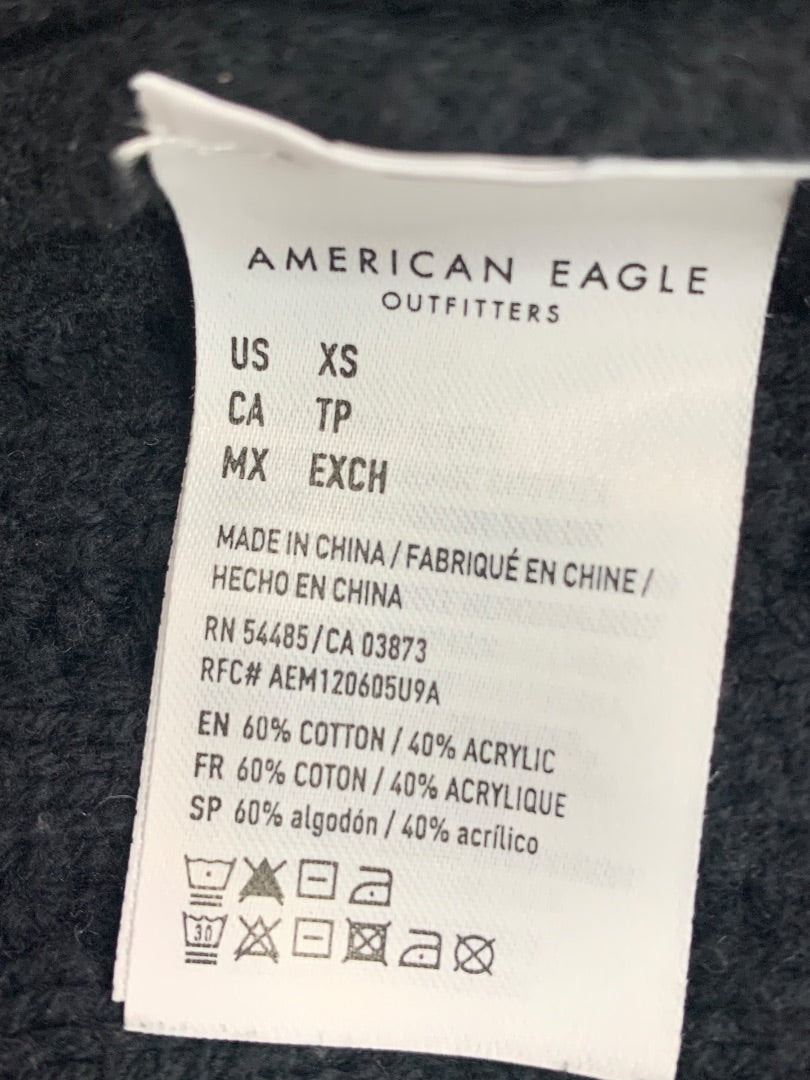 AMERICAN EAGLE
OUTFITTERS
US XS
CA TP
MX EXCH
MADE IN CHINA / FABRIQUÉ EN CHINE /
HECHO EN CHINA
RN 54485/CA 03873
RFC# AEM120605U9A
EN 60% COTTON / 40% ACRYLIC
FR 60% COTON / 40% ACRYLIQUE
SP 60% algodón / 40% acrílico
30